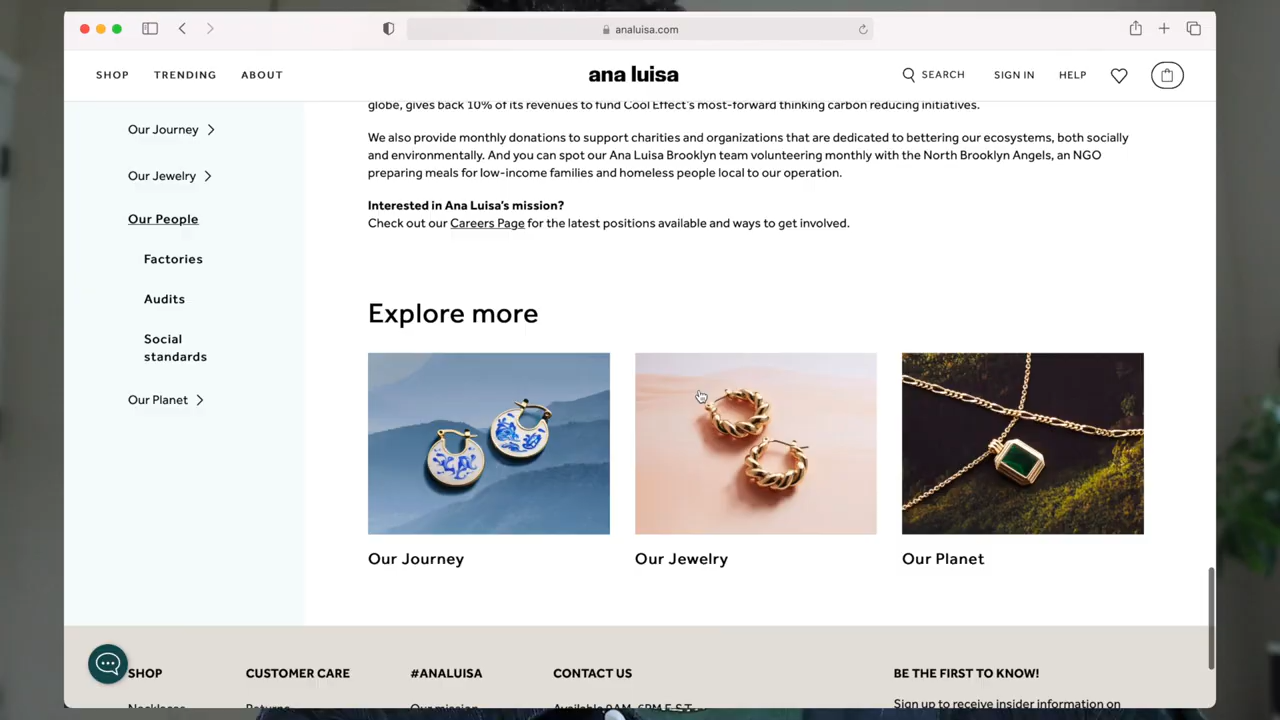 analuisa.com
SHOP TRENDING ABOUT
ana luisa
SEARCH SIGN IN HELP
Our Journey
Our Jewelry
Our People
Factories
Audits
Social
standards
Our Planet
globe, gives back 10% of its revenues to fund Cool Effect's most-forward thinking carbon reducing initiatives.
We also provide monthly donations to support charities and organizations that are dedicated to bettering our ecosystems, both socially
and environmentally. And you can spot our Ana Luisa Brooklyn team volunteering monthly with the North Brooklyn Angels, an NGO
preparing meals for low-income families and homeless people local to our operation.
Interested in Ana Luisa's mission?
Check out our Careers Page for the latest positions available and ways to get involved.
Explore more
Our Journey
Our Jewelry
Our Planet
SHOP
Necklaces
CUSTOMER CARE
Returns
#ANALUISA
Our mission
CONTACT US
Available 9AM-6PM E.S.T.
BE THE FIRST TO KNOW!
Sign up to receive insider information on